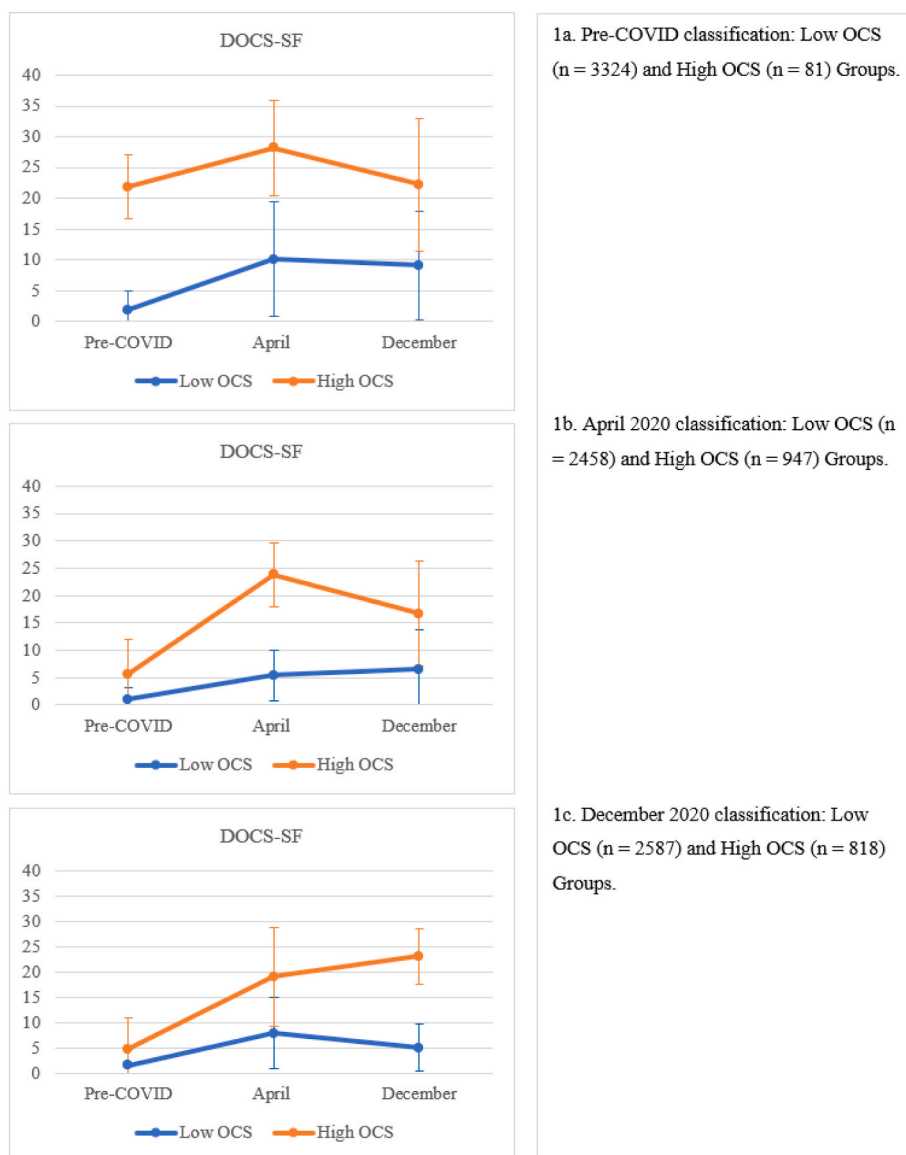 DOCS-SF
40
35
30
25
20
15
10
5
0
Pre-COVID April December
Low OCS High OCS
1a. Pre-COVID classification: Low OCS
(n = 3324) and High OCS (n = 81) Groups.
DOCS-SF
40
35
30
25
20
15
10
5
0
Pre-COVID April December
Low OCS High OCS
1b. April 2020 classification: Low OCS (n
= 2458) and High OCS (n = 947) Groups.
DOCS-SF
40
35
30
25
20
15
10
5
0
Pre-COVID April December
Low OCS High OCS
1c. December 2020 classification: Low
OCS (n = 2587) and High OCS (n = 818)
Groups.